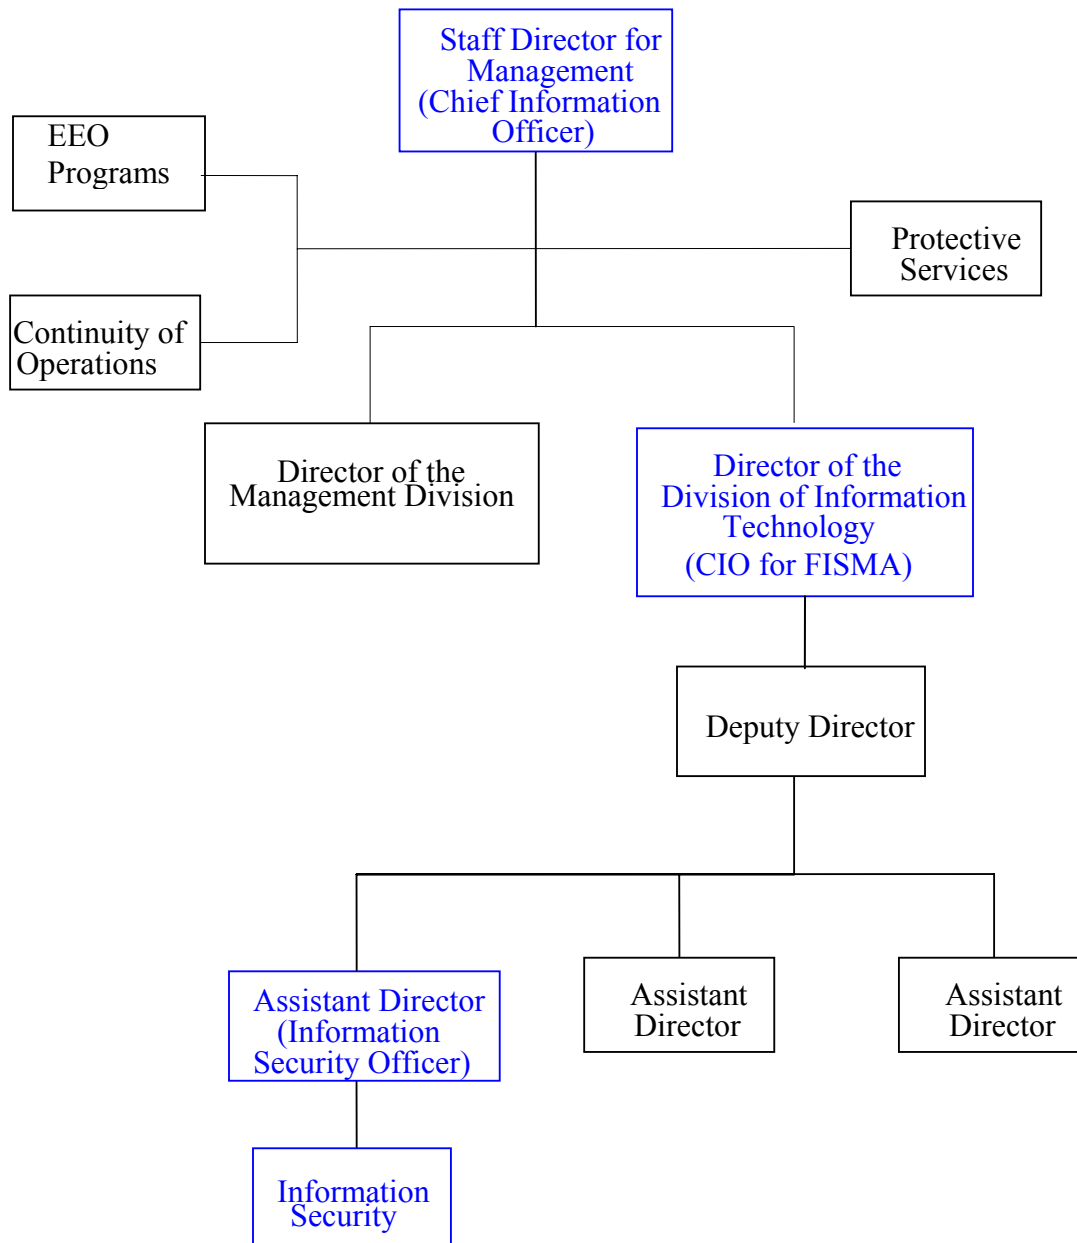 Staff Director for
Management
(Chief Information
Officer)
EEO
Programs
Protective
Services
Continuity of
Operations
Director of the
Management Division
Director of the
Division of Information
Technology
(CIO for FISMA)
Deputy Director
Assistant Director
(Information
Security Officer)
Assistant
Director
Assistant
Director
Information
Security